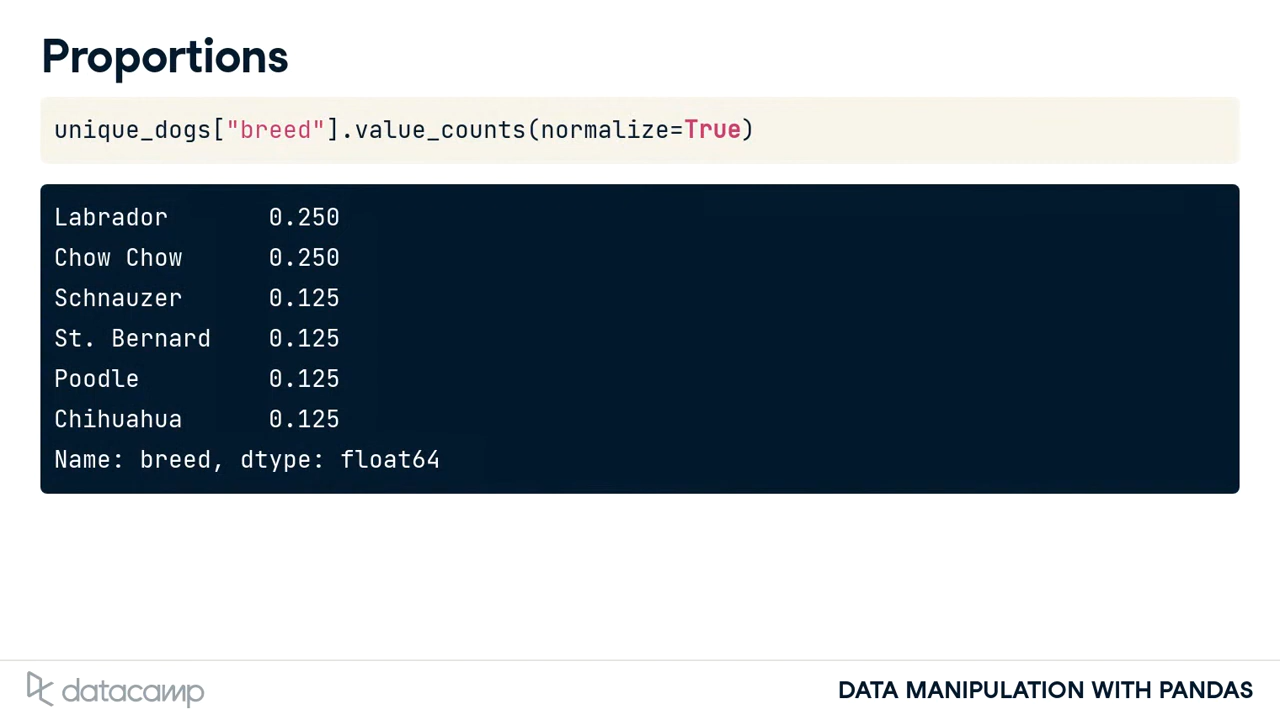 Proportions
unique_dogs["breed"].value_counts(normalize=True)
Labrador 0.250
Chow Chow 0.250
Schnauzer 0.125
St. Bernard 0.125
Poodle 0.125
Chihuahua 0.125
Name: breed, dtype: float64
datacamp
DATA MANIPULATION WITH PANDAS